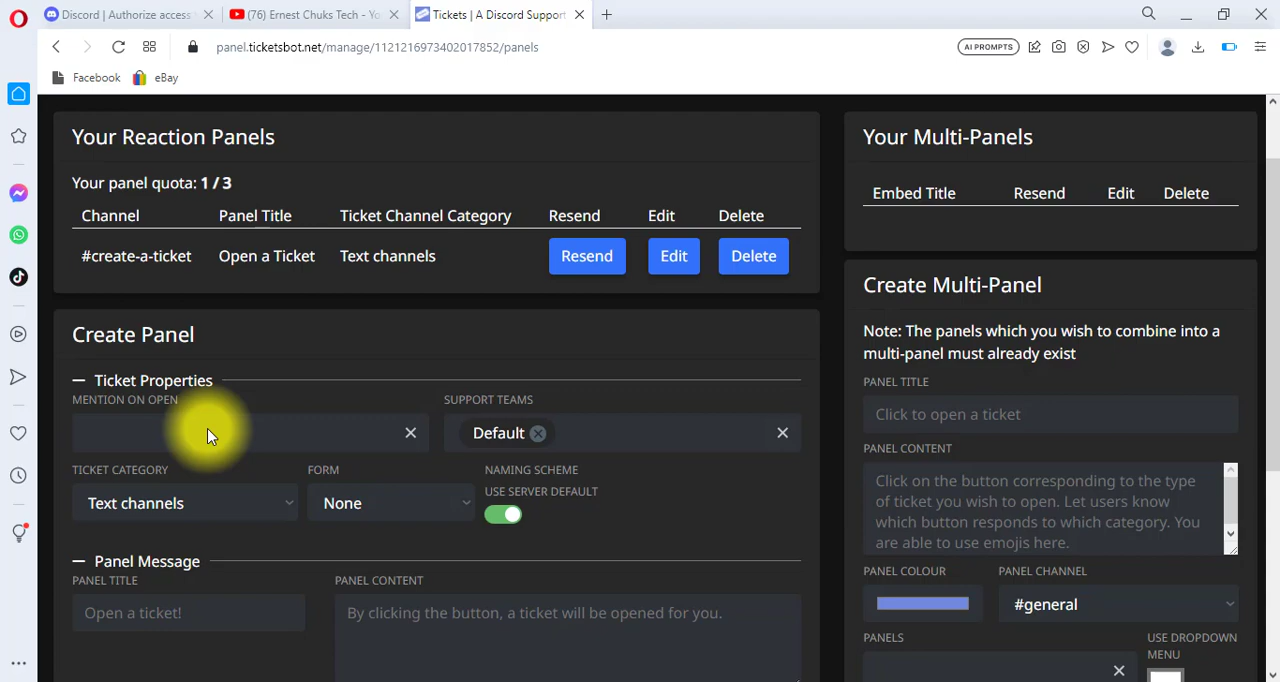 Discord | Authorize access
(76) Ernest Chuks Tech - Yo
Tickets | A Discord Support
panel.ticketsbot.net/manage/1121216973402017852/panels
AI PROMPTS
Facebook
eBay
Your Reaction Panels
Your panel quota: 1 / 3
Channel Panel Title Ticket Channel Category Resend Edit Delete
#create-a-ticket Open a Ticket Text channels Resend Edit Delete
Create Panel
Ticket Properties
MENTION ON OPEN SUPPORT TEAMS
Default
TICKET CATEGORY FORM NAMING SCHEME
USE SERVER DEFAULT
Text channels None
Panel Message
PANEL TITLE PANEL CONTENT
Open a ticket! By clicking the button, a ticket will be opened for you.
Your Multi-Panels
Embed Title Resend Edit Delete
Create Multi-Panel
Note: The panels which you wish to combine into a
multi-panel must already exist
PANEL TITLE
Click to open a ticket
PANEL CONTENT
Click on the button corresponding to the type
of ticket you wish to open. Let users know
which button responds to which category. You
are able to use emojis here.
PANEL COLOUR PANEL CHANNEL
#general
PANELS USE DROPDOWN
MENU